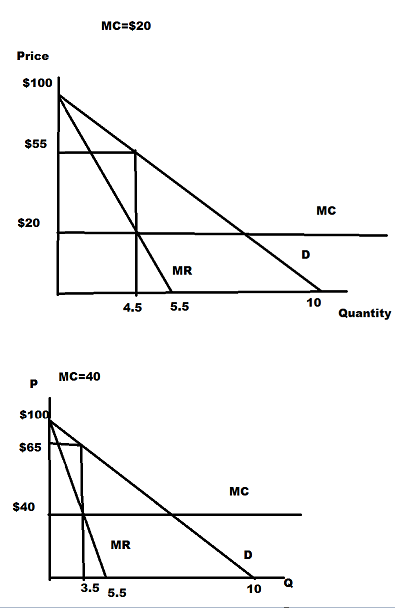 MC=$20
Price
$100
$55
$20
MC
D
MR
4.5 5.5 10
Quantity
MC=40
P
$100
$65
MC
$40
MR
D
3.5 5.5 10 Q